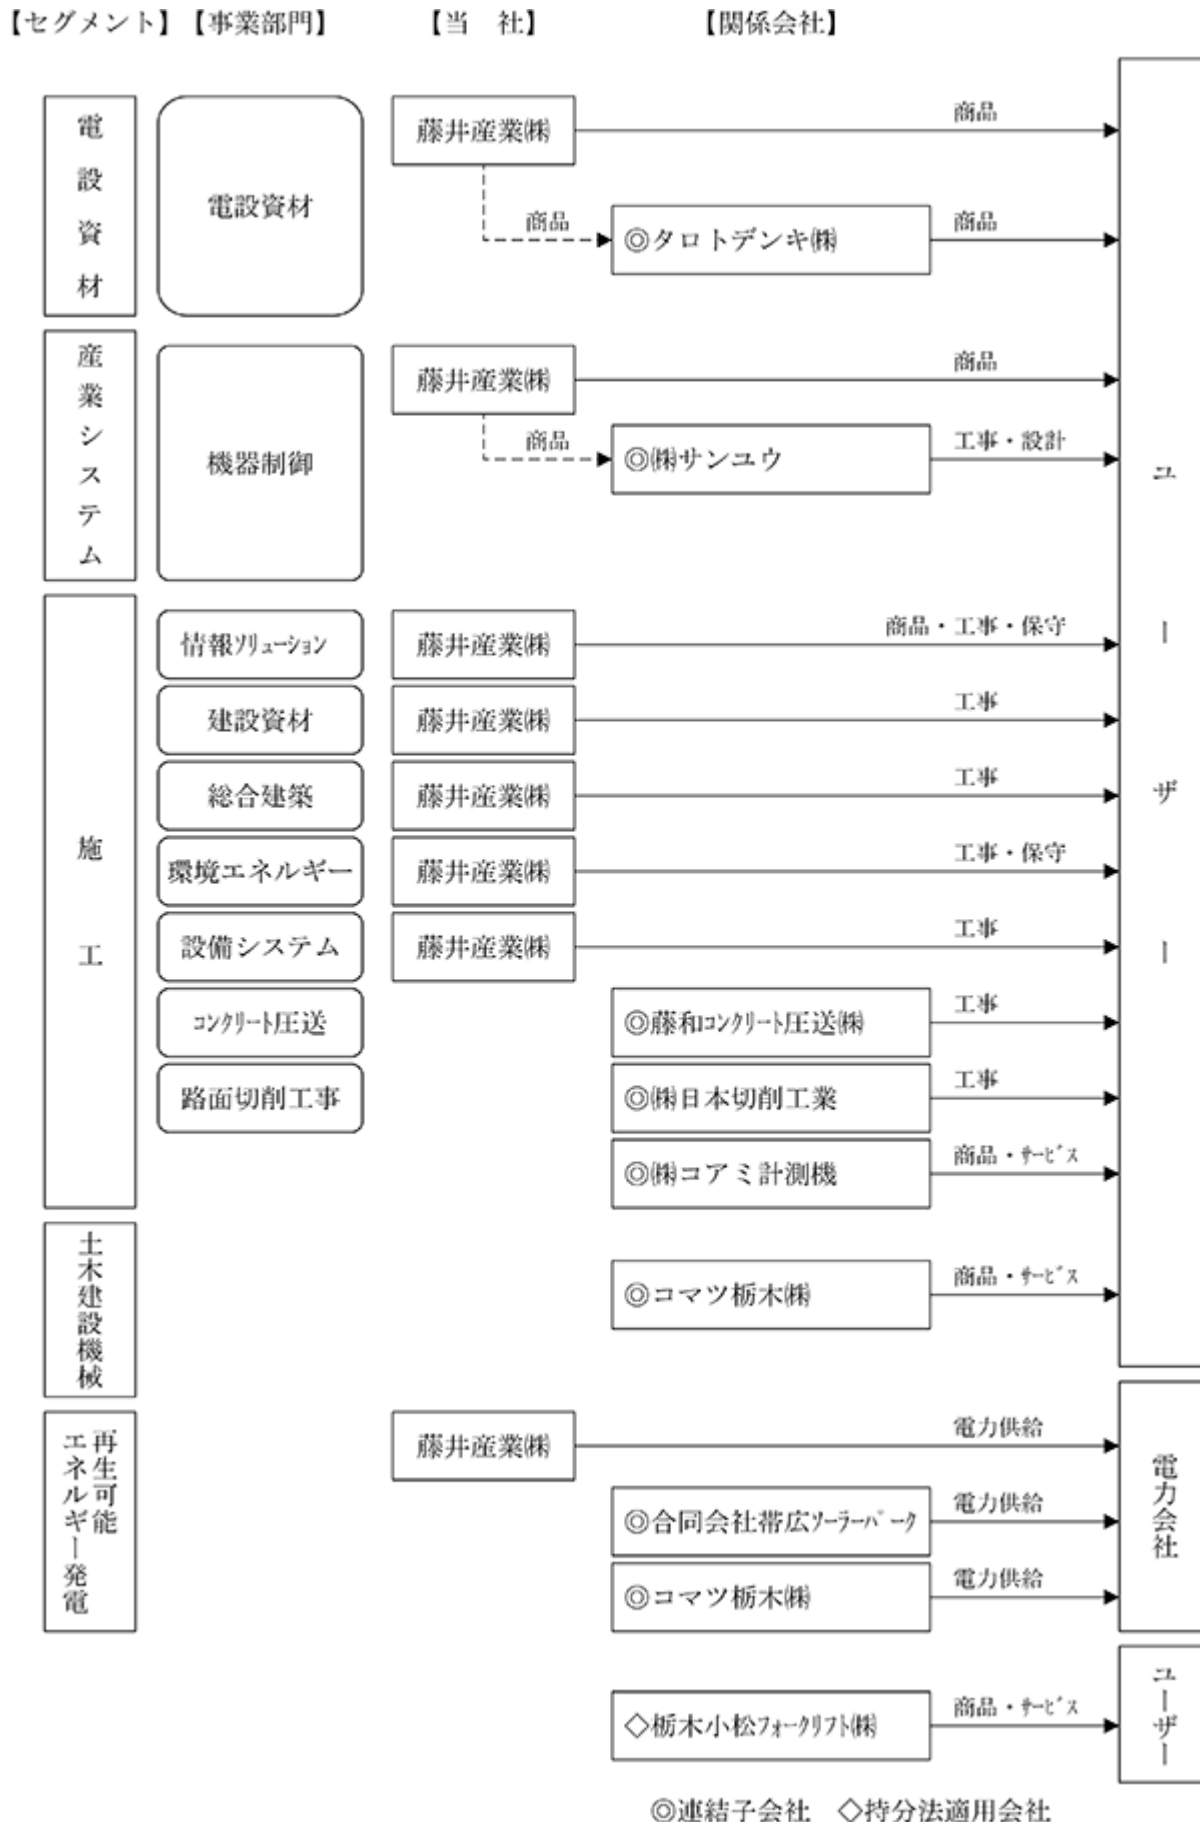 【セグメント】【事業部門】 【当 社】 【関係会社】
電設資材
電設資材
藤井産業㈱
商品
商品
◎タロトデンキ㈱
商品
産業システム
機器制御
藤井産業㈱
商品
商品
◎㈱サンユウ
工事・設計
施工
情報ソリューション
藤井産業㈱
商品・工事・保守
建設資材
藤井産業㈱
工事
総合建築
藤井産業㈱
工事
環境エネルギー
藤井産業㈱
工事・保守
設備システム
藤井産業㈱
工事
コンクリート圧送
◎藤和コンクリート圧送㈱
工事
路面切削工事
◎㈱日本切削工業
工事
◎㈱コアミ計測機
商品・サービス
土木建設機械
◎コマツ栃木㈱
商品・サービス
ユーザー
再生可能
エネルギー発電
藤井産業㈱
電力供給
◎合同会社帯広ソーラーパーク
電力供給
◎コマツ栃木㈱
電力供給
電力会社
◇栃木小松フォークリフト㈱
商品・サービス
ユーザー
◎連結子会社 ◇持分法適用会社